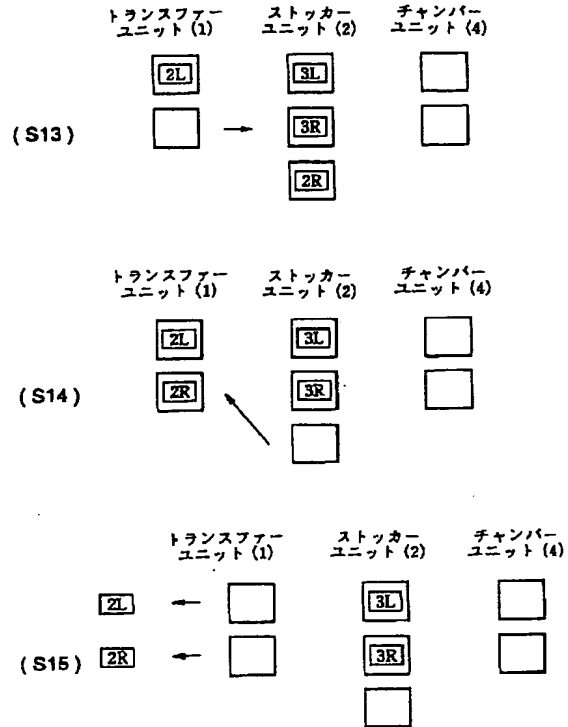 トランスファー ストッカー チャンバー
ユニット (1) ユニット (2) ユニット (4)
2L 3L
(S13) 3R
2R
トランスファー ストッカー チャンバー
ユニット (1) ユニット (2) ユニット (4)
2L 3L
(S14) 2R 3R
トランスファー ストッカー チャンバー
ユニット (1) ユニット (2) ユニット (4)
2L 3L
(S15) 2R 3R